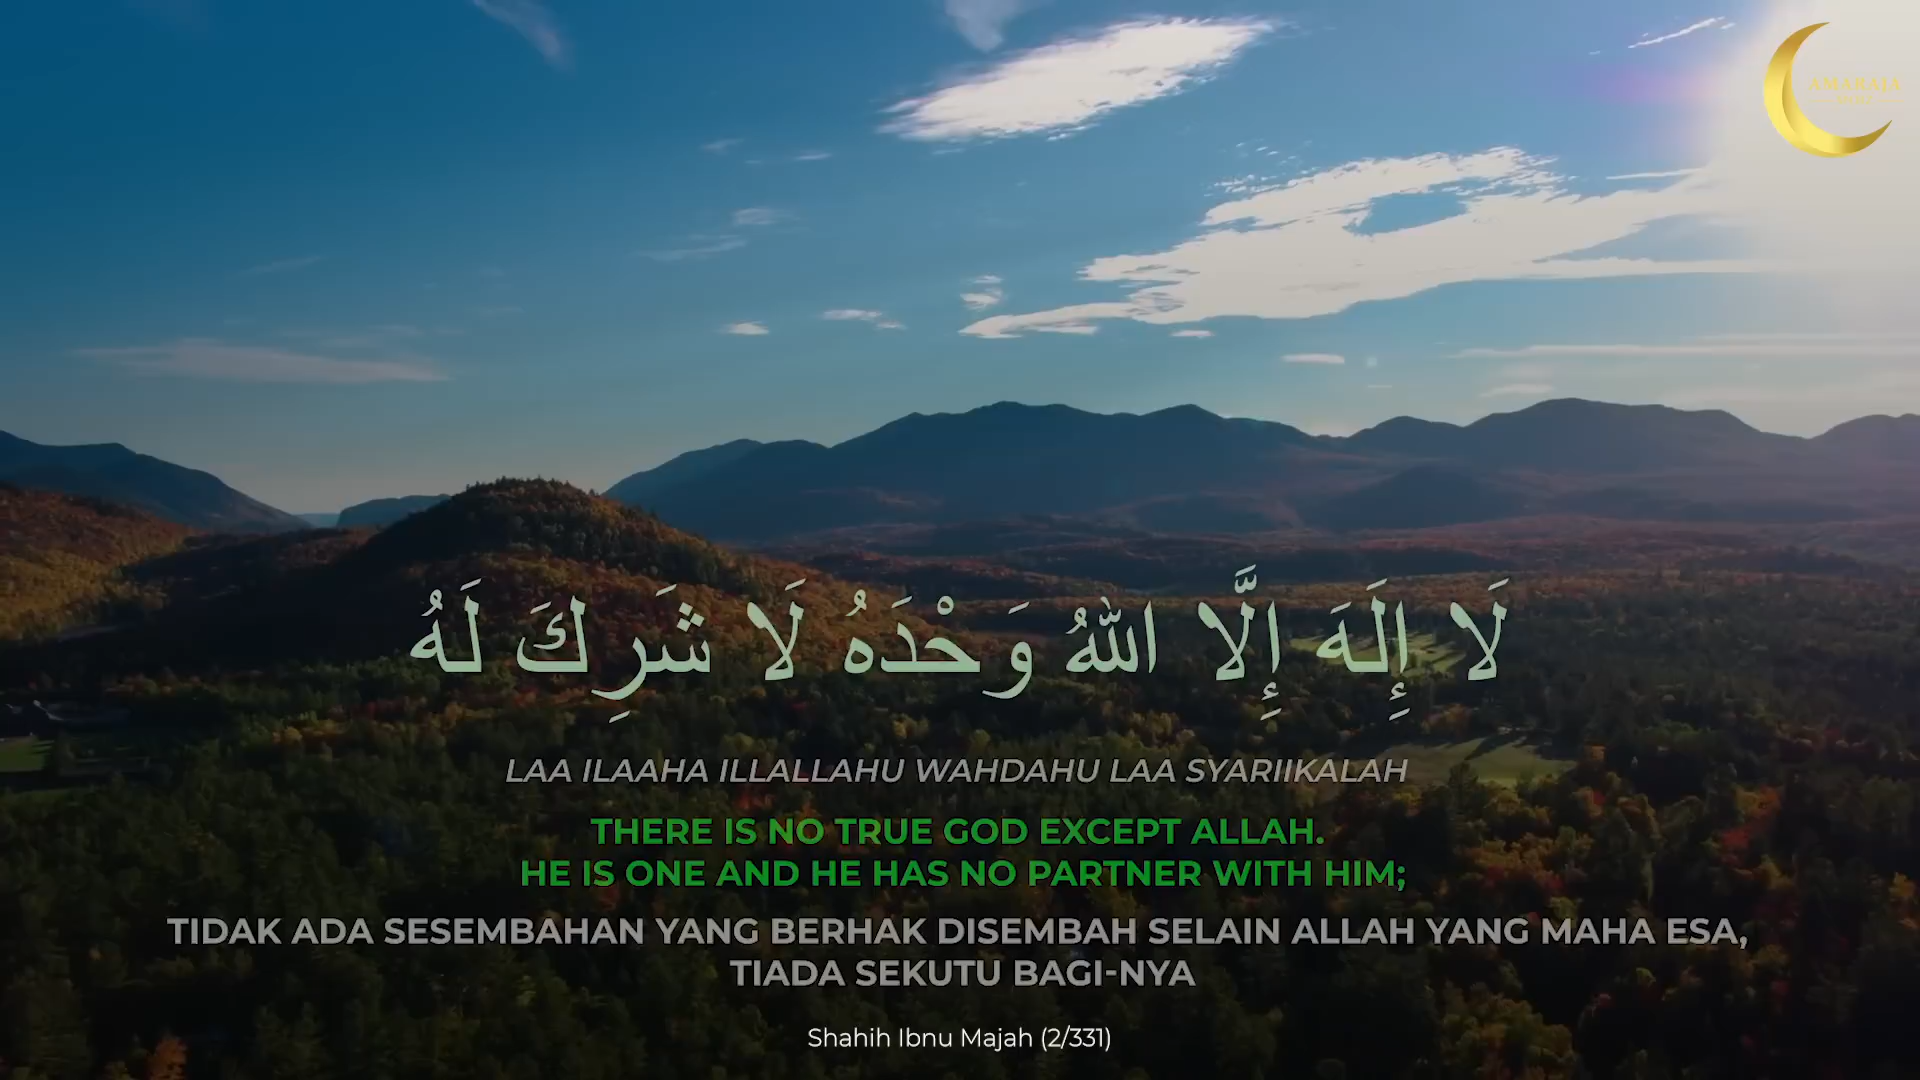 لَا إِلَهَ إِلَّا اللهُ وَحْدَهُ لَا شَرِكَ لَهُ
LAA ILAAHA ILLALLAHU WAHDAHU LAA SYARIIKALAH
THERE IS NO TRUE GOD EXCEPT ALLAH.
HE IS ONE AND HE HAS NO PARTNER WITH HIM;
TIDAK ADA SESEMBAHAN YANG BERHAK DISEMBAH SELAIN ALLAH YANG MAHA ESA,
TIADA SEKUTU BAGI-NYA
Shahih Ibnu Majah (2/331)